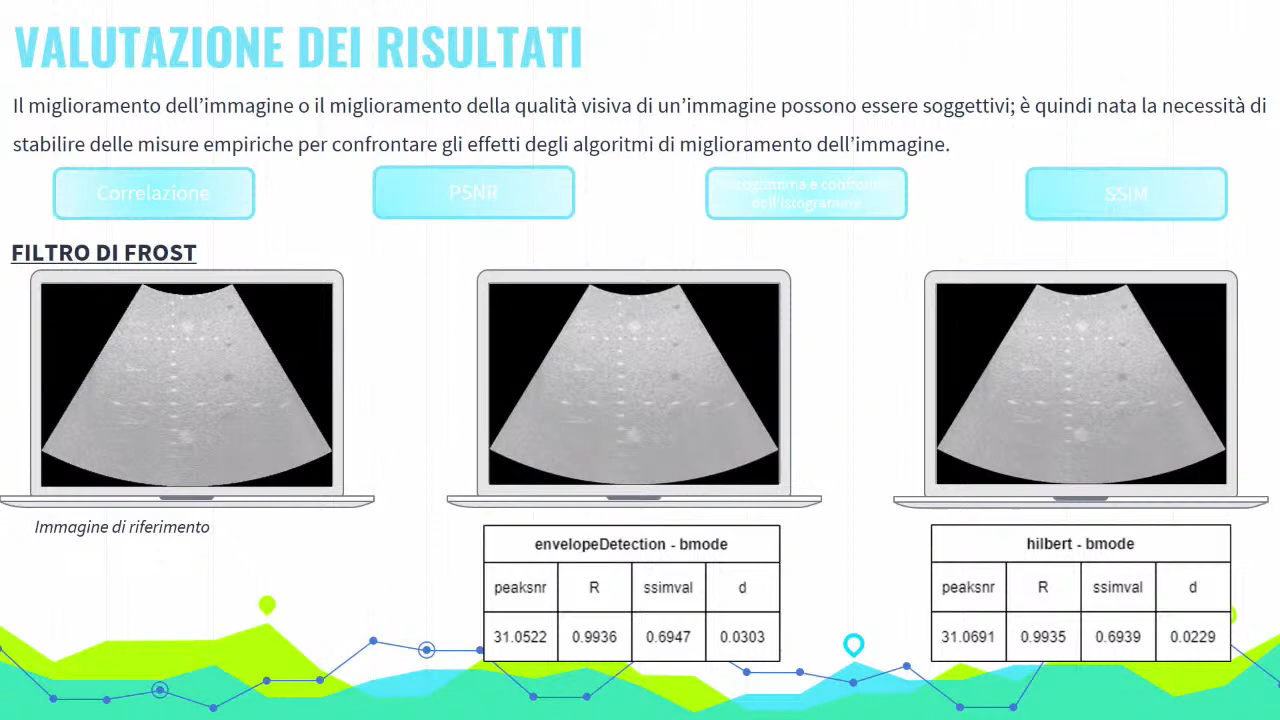 VALUTAZIONE DEI RISULTATI
Il miglioramento dell’immagine o il miglioramento della qualità visiva di un’immagine possono essere soggettivi; è quindi nata la necessità di
stabilire delle misure empiriche per confrontare gli effetti degli algoritmi di miglioramento dell’immagine.
Correlazione
PSNR
Istogramma e confronto
dell'istogramma
SSIM
FILTRO DI FROST
Immagine di riferimento
envelopeDetection - bmode
peaksnr R ssimval d
31.0522 0.9936 0.6947 0.0303
hilbert - bmode
peaksnr R ssimval d
31.0691 0.9935 0.6939 0.0229